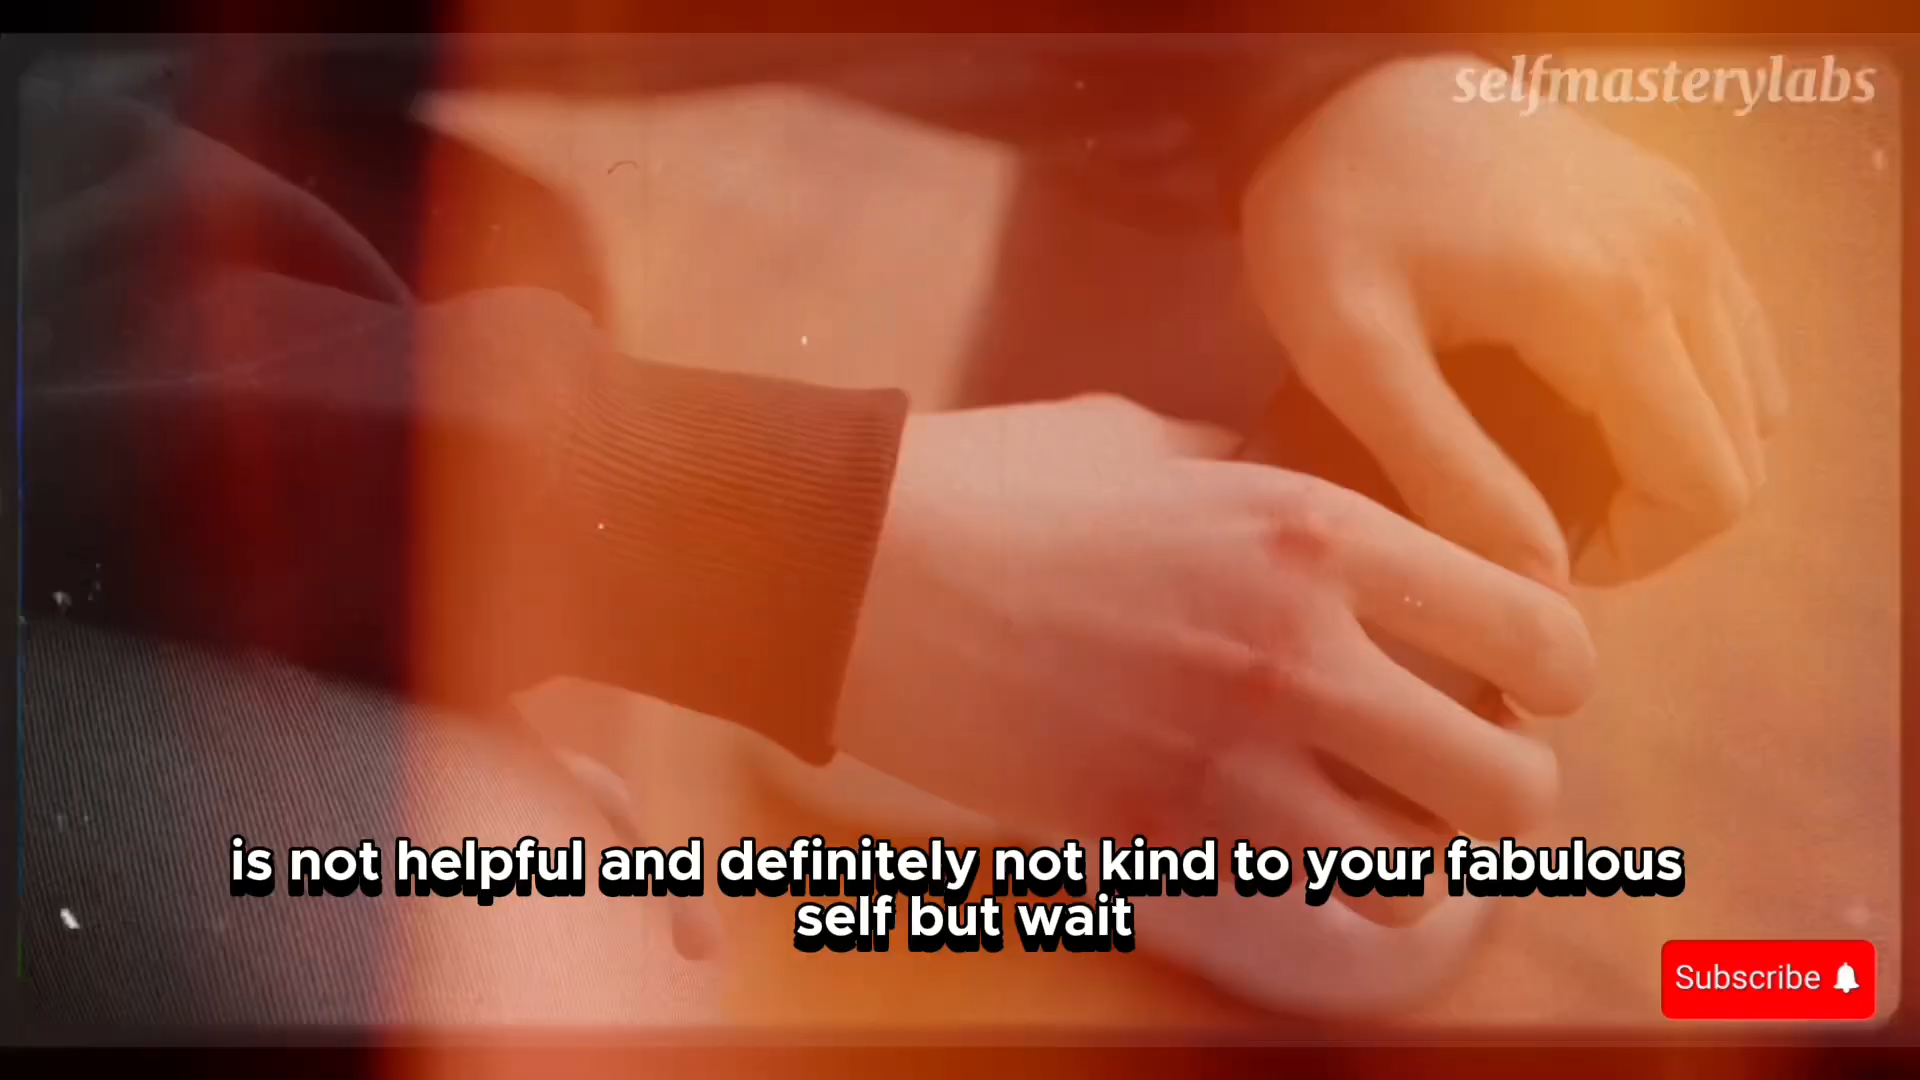 selfmasterylabs
is not helpful and definitely not kind to your fabulous
self but wait
Subscribe